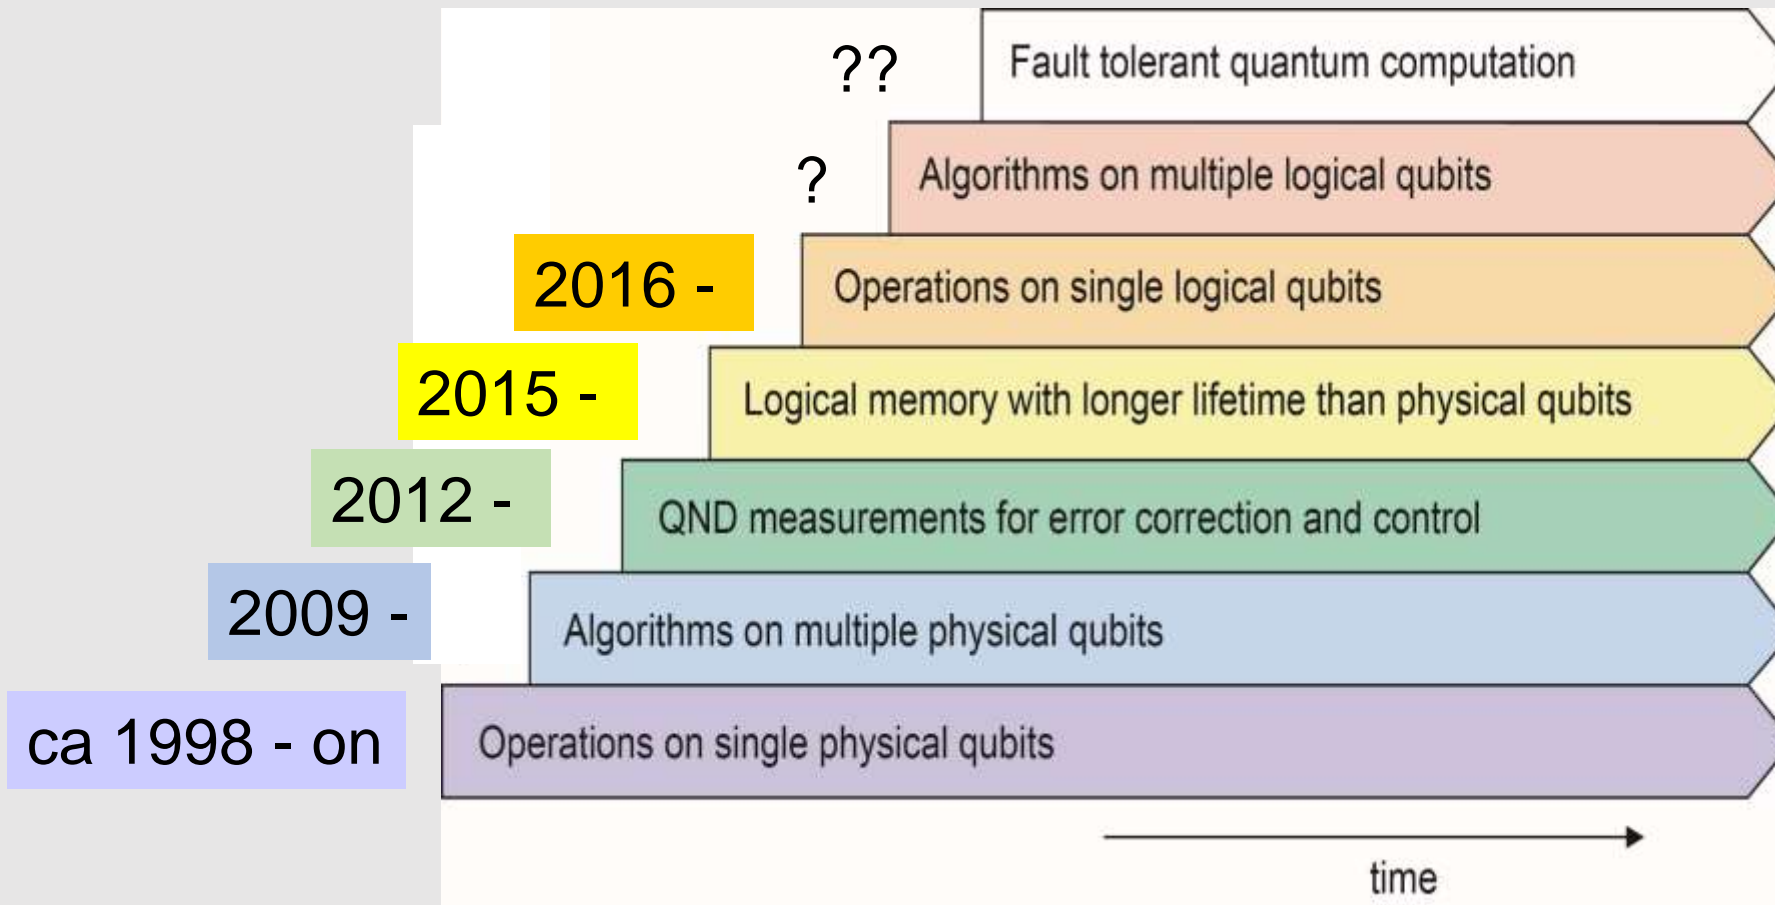 ?? Fault tolerant quantum computation
? Algorithms on multiple logical qubits
2016 - Operations on single logical qubits
2015 - Logical memory with longer lifetime than physical qubits
2012 - QND measurements for error correction and control
2009 - Algorithms on multiple physical qubits
ca 1998 - on Operations on single physical qubits
time